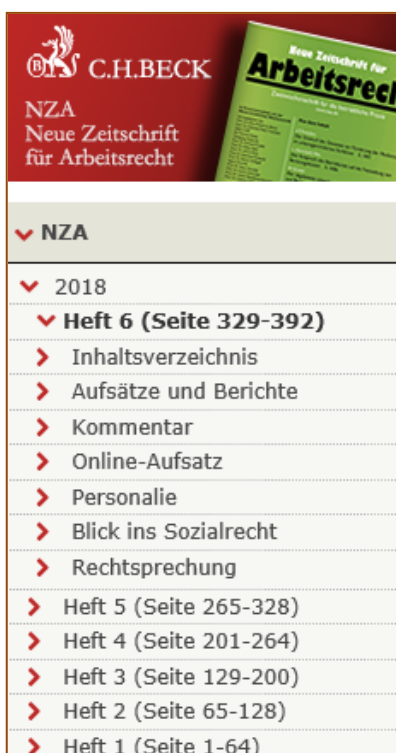 C.H.BECK
NZA
Neue Zeitschrift
für Arbeitsrecht
Neue Zeitschrift für
Arbeitsrech
NZA
2018
Heft 6 (Seite 329-392)
Inhaltsverzeichnis
Aufsätze und Berichte
Kommentar
Online-Aufsatz
Personalie
Blick ins Sozialrecht
Rechtsprechung
Heft 5 (Seite 265-328)
Heft 4 (Seite 201-264)
Heft 3 (Seite 129-200)
Heft 2 (Seite 65-128)
Heft 1 (Seite 1-64)